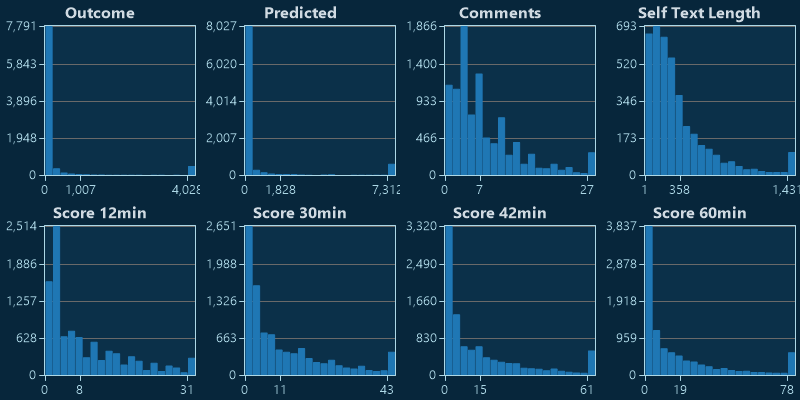 Outcome
7,791
5,843
3,896
1,948
0
0 1,007 4,028
Predicted
8,027
6,020
4,014
2,007
0
0 1,828 7,312
Comments
1,866
1,400
933
466
0
0 7 27
Self Text Length
693
520
346
173
0
1 358 1,431
Score 12min
2,514
1,886
1,257
628
0
0 8 31
Score 30min
2,651
1,988
1,326
663
0
0 11 43
Score 42min
3,320
2,490
1,660
830
0
0 15 61
Score 60min
3,837
2,878
1,918
959
0
0 19 78